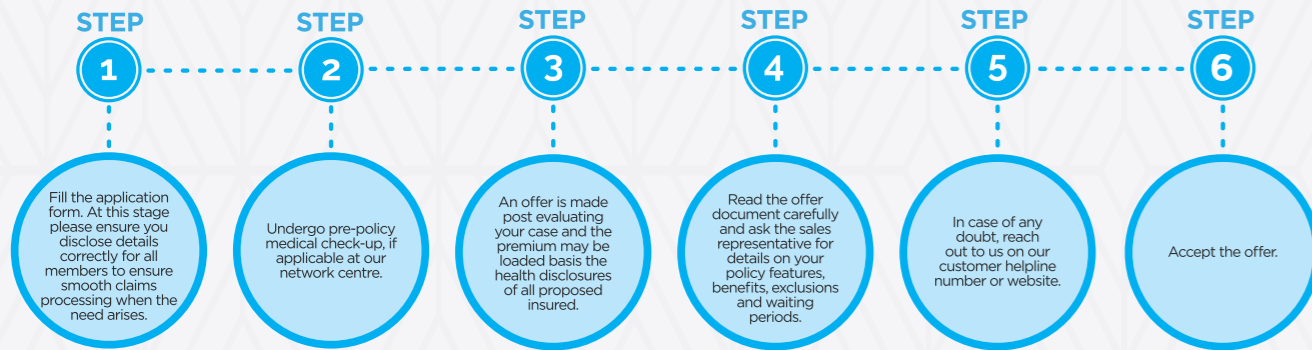 STEP
1
Fill the application
form. At this stage
please ensure you
disclose details
correctly for all
members to ensure
smooth claims
processing when the
need arises.
STEP
2
Undergo pre-policy
medical check-up, if
applicable at our
network centre.
STEP
3
An offer is made
post evaluating
your case and the
premium may be
loaded basis the
health disclosures
of all proposed
insured.
STEP
4
Read the offer
document carefully
and ask the sales
representative for
details on your
policy features,
benefits, exclusions
and waiting
periods.
STEP
5
In case of any
doubt, reach
out to us on our
customer helpline
number or website.
STEP
6
Accept the offer.